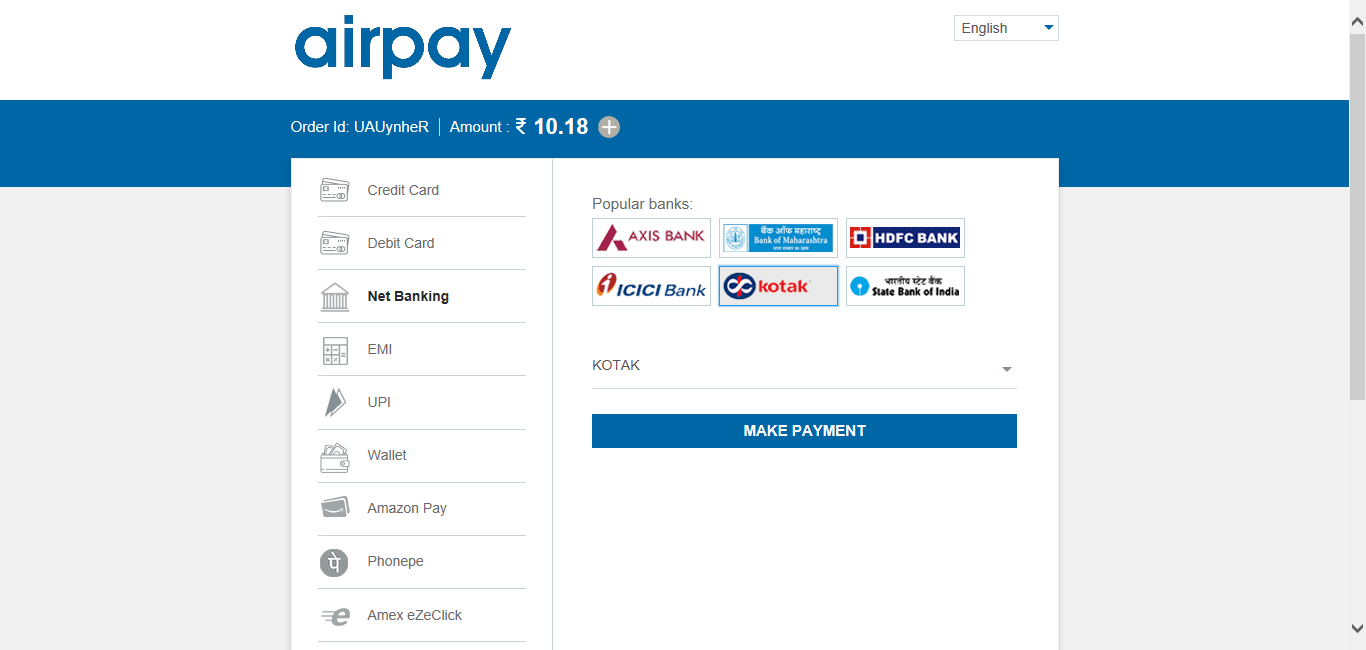 airpay
English
Order Id: UAUynheR | Amount : ₹ 10.18
Credit Card
Debit Card
Net Banking
EMI
UPI
Wallet
Amazon Pay
Phonepe
Amex eZeClick
Popular banks:
AXIS BANK
बैंक ऑफ महाराष्ट्र
Bank of Maharashtra
HDFC BANK
ICICI Bank
kotak
भारतीय स्टेट बैंक
State Bank of India
KOTAK
MAKE PAYMENT